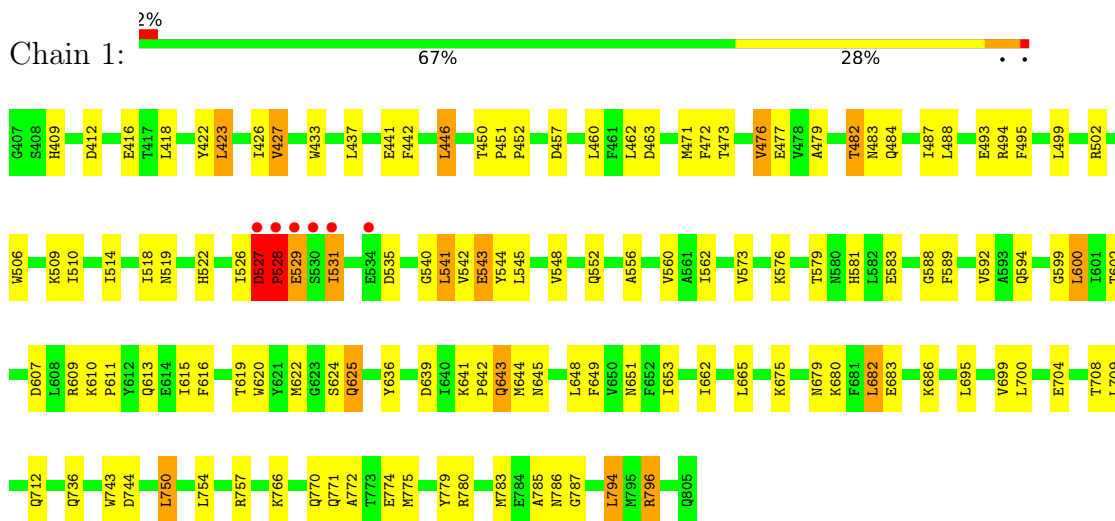 2%
Chain 1:
67% 28% . .
G407 S408 H409 D412 E416 T417 L418 Y422 L423 I426 V427 W433 L437 E441 F442 L446 T450 P451 P452 D457 L460 F461 L462 D463 M471 F472 T473 V476 E477 V478 A479 T482 N483 Q484 I487 L488 E493 R494 F495 L499 R502
W506 K509 I510 I514 I518 N519 H522 I526 D527 P528 E529 S530 I531 E534 D535 G540 L541 V542 E543 Y544 L545 V548 Q552 A556 V560 A561 I562 V573 K576 T579 N580 H581 L582 E583 G588 F589 V592 A593 Q594 G599 L600 I601
D607 L608 R609 K610 P611 Y612 Q613 E614 I615 F616 T619 W620 Y621 M622 G623 S624 Q625 Y636 D639 I640 K641 P642 Q643 M644 N645 L648 F649 V650 N651 F652 I653 I662 L665 K675 N679 K680 F681 L682 E683 K686 L695 V699 L700 E704 T708
Q712 Q736 W743 D744 L750 L754 R757 K766 Q770 Q771 A772 T773 E774 M775 Y779 R780 M783 E784 A785 N786 G787 L794 M795 R796 Q805